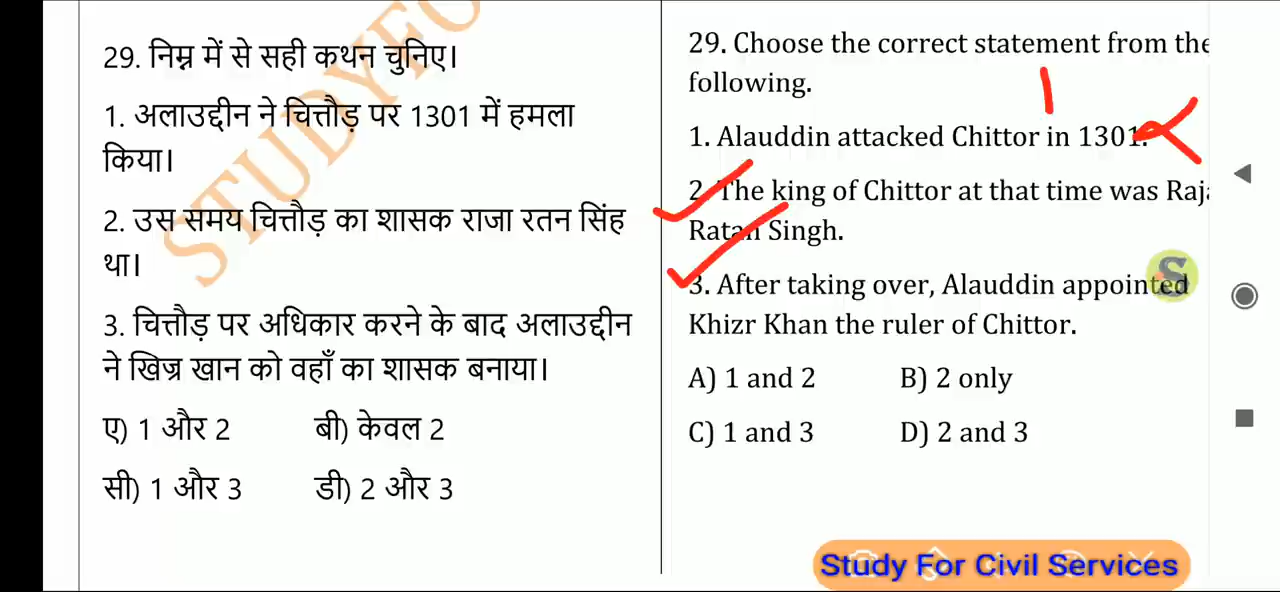 STUDYFO
29. निम्न में से सही कथन चुनिए।
1. अलाउद्दीन ने चित्तौड़ पर 1301 में हमला
किया।
2. उस समय चित्तौड़ का शासक राजा रतन सिंह
था।
3. चित्तौड़ पर अधिकार करने के बाद अलाउद्दीन
ने खिज्र खान को वहाँ का शासक बनाया।
ए) 1 और 2 बी) केवल 2
सी) 1 और 3 डी) 2 और 3
29. Choose the correct statement from the
following.
1. Alauddin attacked Chittor in 1301.
2. The king of Chittor at that time was Raja
Ratan Singh.
3. After taking over, Alauddin appointed
Khizr Khan the ruler of Chittor.
A) 1 and 2 B) 2 only
C) 1 and 3 D) 2 and 3
S
Study For Civil Services